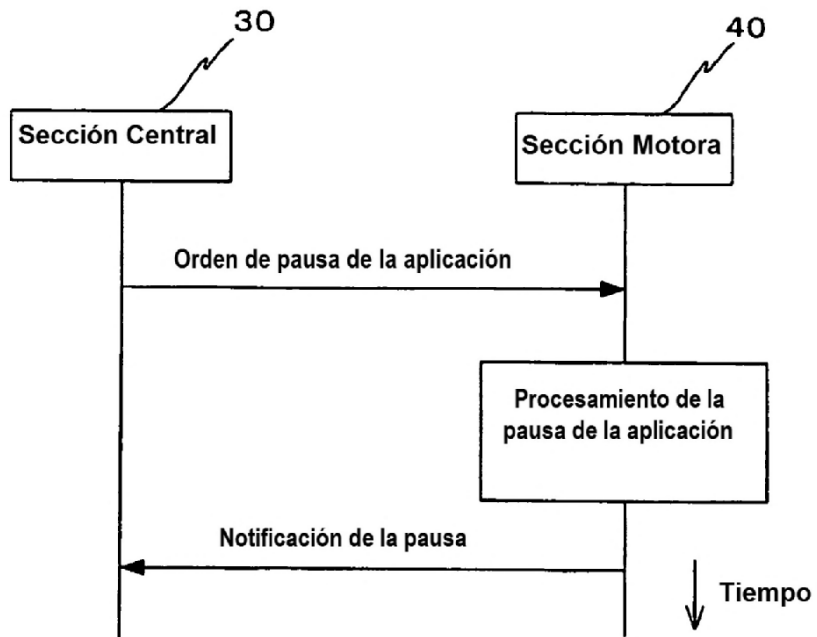 30
40
Sección Central
Sección Motora
Orden de pausa de la aplicación
Procesamiento de la
pausa de la aplicación
Notificación de la pausa
Tiempo